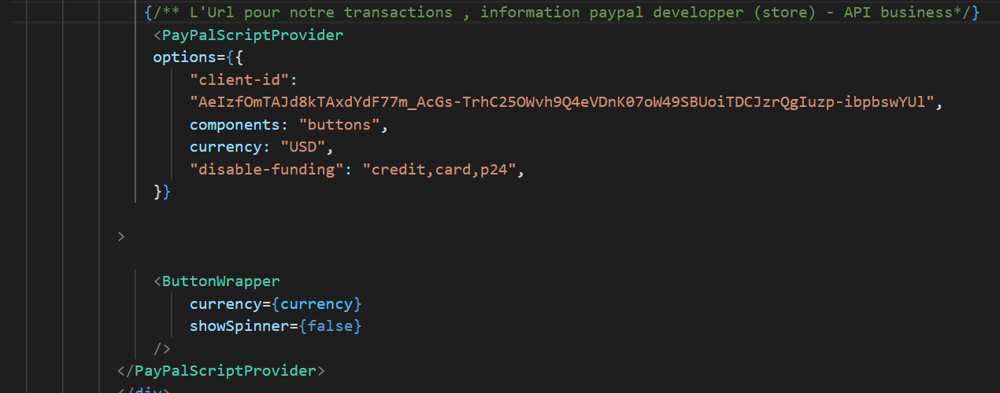 {/** L'Url pour notre transactions , information paypal developper (store) - API business*/}
<PayPalScriptProvider
options={{
"client-id":
"AeIzfOmTAJd8kTAxdYdF77m_AcGs-TrhC25OWvh9Q4eVDnK07oW49SBUoiTDCJzrQgIuzp-ibpbswYUl",
components: "buttons",
currency: "USD",
"disable-funding": "credit,card,p24",
}}
>
<ButtonWrapper
currency={currency}
showSpinner={false}
/>
</PayPalScriptProvider>
</div>